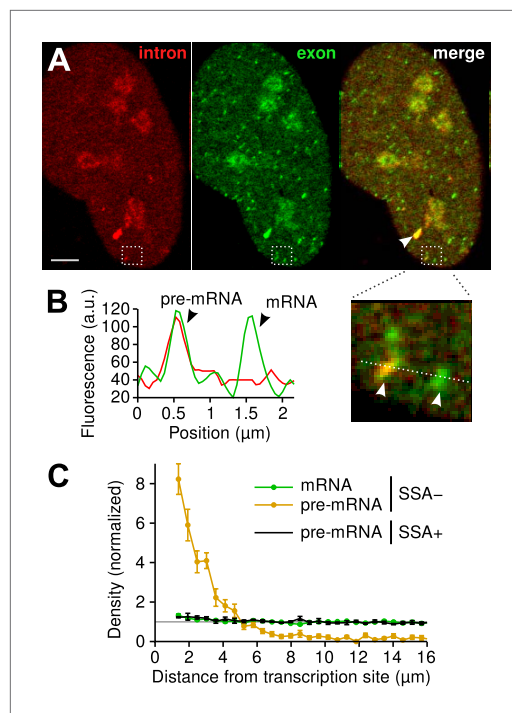 A intron exon merge
B
pre-mRNA mRNA
Fluorescence (a.u.)
120
100
80
60
40
0 0.5 1 1.5 2
Position (μm)
C
mRNA
pre-mRNA SSA−
pre-mRNA SSA+
Density (normalized)
8
6
4
2
0
0 2 4 6 8 10 12 14 16
Distance from transcription site (μm)